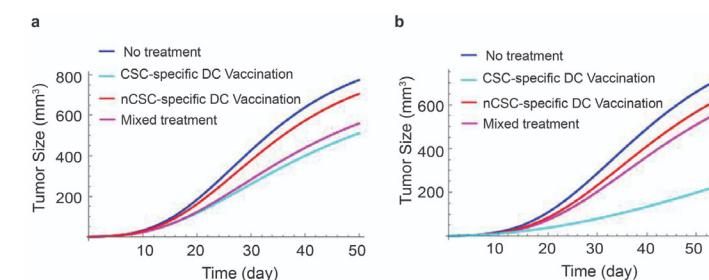 a
No treatment
CSC-specific DC Vaccination
nCSC-specific DC Vaccination
Mixed treatment
Tumor Size (mm³)
800
600
400
200
10 20 30 40 50
Time (day)
b
No treatment
CSC-specific DC Vaccination
nCSC-specific DC Vaccination
Mixed treatment
Tumor Size (mm³)
600
400
200
10 20 30 40 50
Time (day)